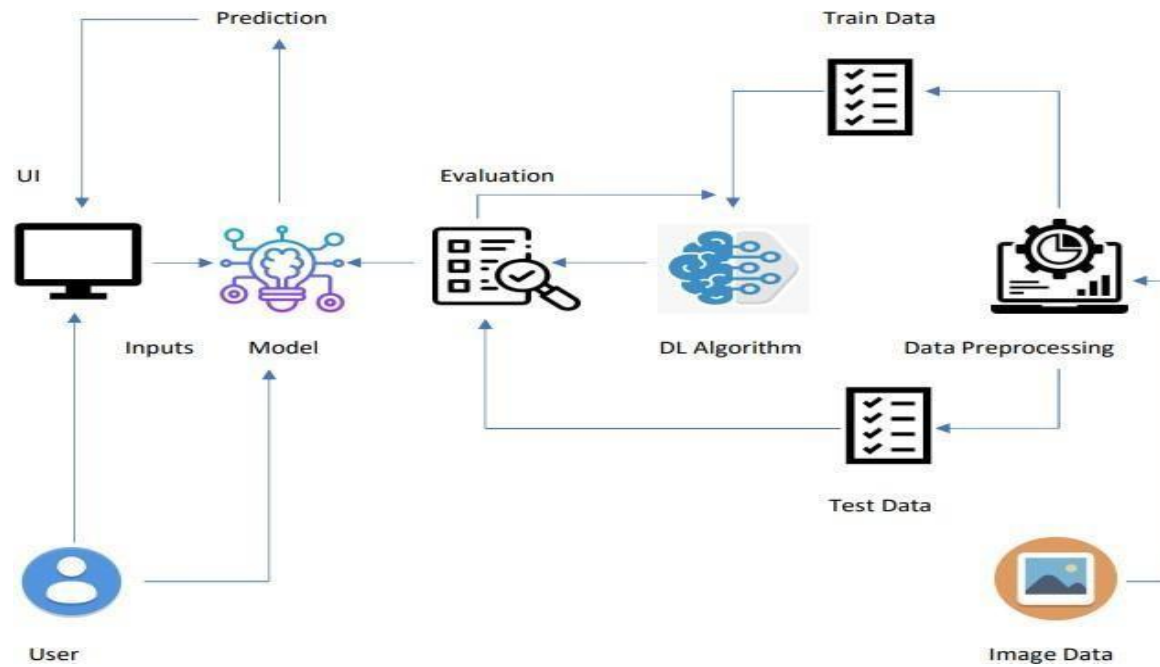 Prediction
Train Data
UI
Evaluation
Inputs
Model
DL Algorithm
Data Preprocessing
Test Data
User
Image Data